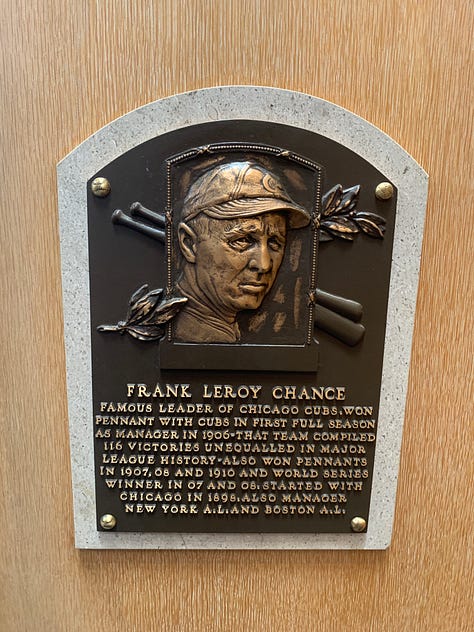 FRANK LEROY CHANCE
FAMOUS LEADER OF CHICAGO CUBS. WON
PENNANT WITH CUBS IN FIRST FULL SEASON
AS MANAGER IN 1906-THAT TEAM COMPILED
116 VICTORIES UNEQUALLED IN MAJOR
LEAGUE HISTORY-ALSO WON PENNANTS
IN 1907, 08 AND 1910 AND WORLD SERIES
WINNER IN 07 AND 08. STARTED WITH
CHICAGO IN 1898. ALSO MANAGER
NEW YORK A.L. AND BOSTON A.L.